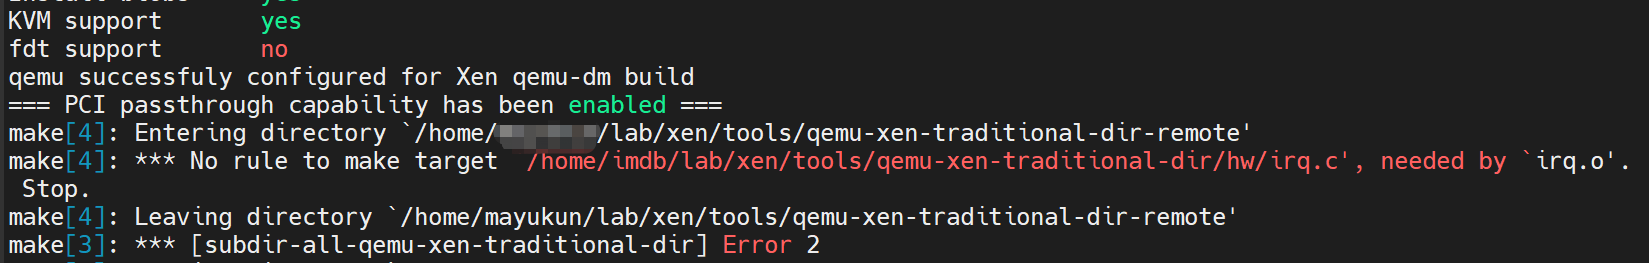 KVM support yes
fdt support no
qemu successfuly configured for Xen qemu-dm build
=== PCI passthrough capability has been enabled ===
make[4]: Entering directory `/home/ /lab/xen/tools/qemu-xen-traditional-dir-remote'
make[4]: *** No rule to make target `/home/imdb/lab/xen/tools/qemu-xen-traditional-dir/hw/irq.c', needed by `irq.o'.
Stop.
make[4]: Leaving directory `/home/mayukun/lab/xen/tools/qemu-xen-traditional-dir-remote'
make[3]: *** [subdir-all-qemu-xen-traditional-dir] Error 2